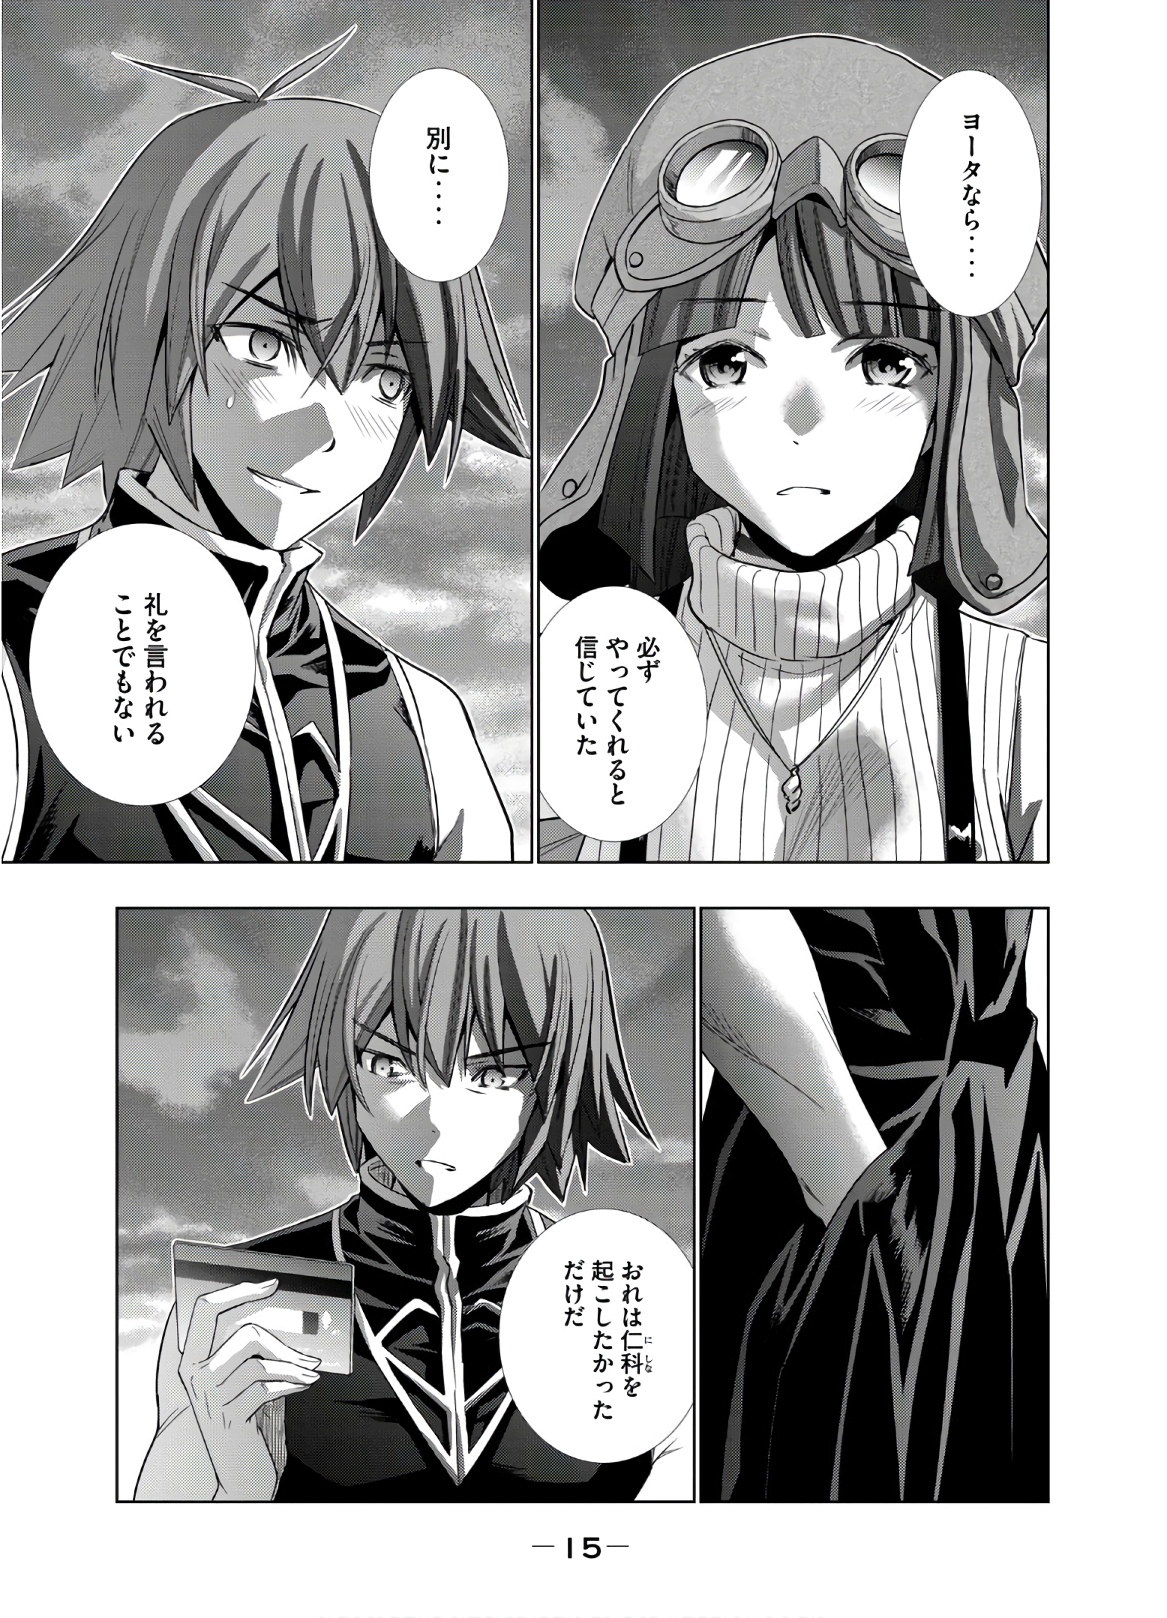 ヨータなら‥‥
必ず
やってくれると
信じていた
別に‥‥
礼を言われる
ことでもない
おれは仁科を
にしな
起こしたかった
だけだ
－15－